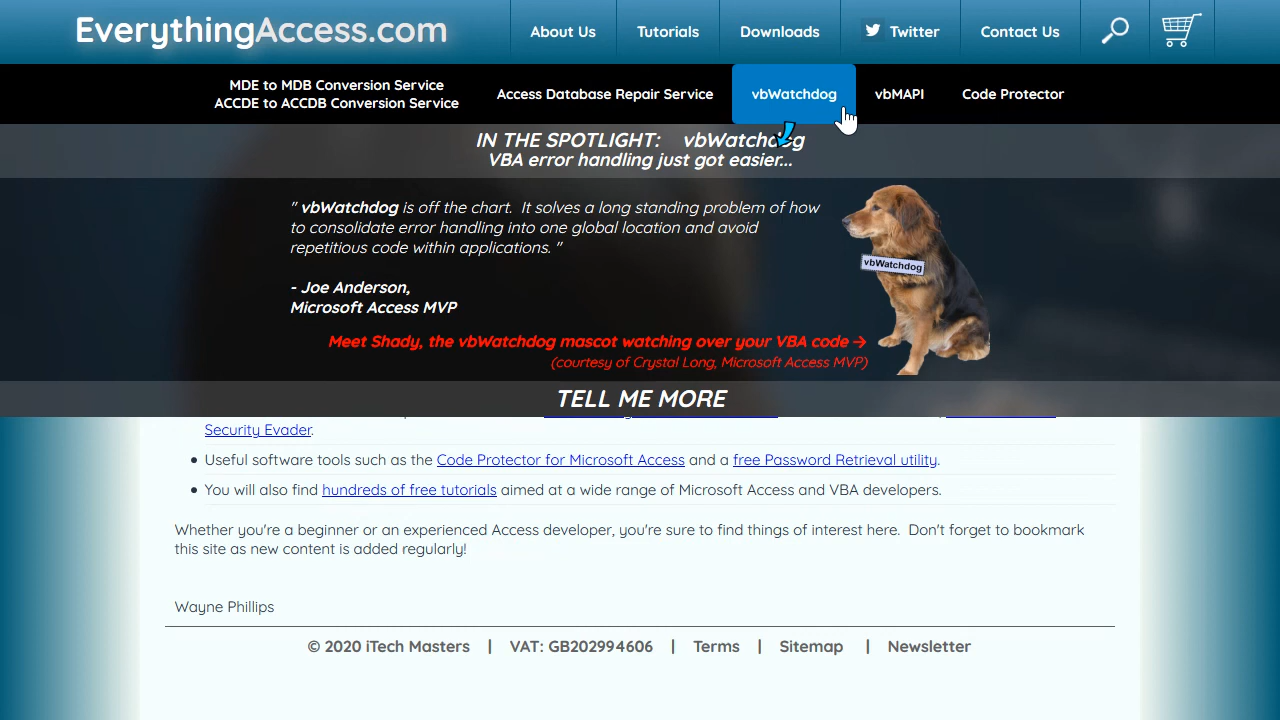 EverythingAccess.com
About Us
Tutorials
Downloads
Twitter
Contact Us
MDE to MDB Conversion Service
ACCDE to ACCDB Conversion Service
Access Database Repair Service
vbWatchdog
vbMAPI
Code Protector
IN THE SPOTLIGHT: vbWatchdog
VBA error handling just got easier...
" vbWatchdog is off the chart. It solves a long standing problem of how
to consolidate error handling into one global location and avoid
repetitious code within applications. "
- Joe Anderson,
Microsoft Access MVP
vbWatchdog
Meet Shady, the vbWatchdog mascot watching over your VBA code →
(courtesy of Crystal Long, Microsoft Access MVP)
TELL ME MORE
Security Evader.
• Useful software tools such as the Code Protector for Microsoft Access and a free Password Retrieval utility.
• You will also find hundreds of free tutorials aimed at a wide range of Microsoft Access and VBA developers.
Whether you're a beginner or an experienced Access developer, you're sure to find things of interest here. Don't forget to bookmark
this site as new content is added regularly!
Wayne Phillips
© 2020 iTech Masters | VAT: GB202994606 | Terms | Sitemap | Newsletter